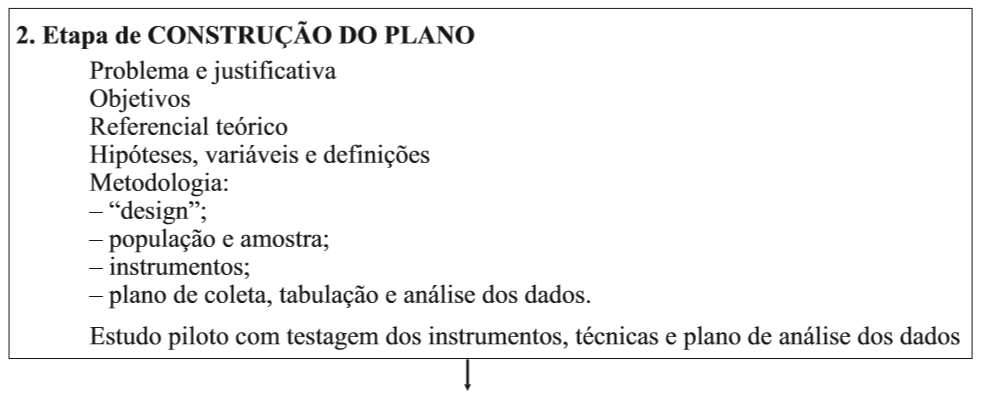 2. Etapa de CONSTRUÇÃO DO PLANO
Problema e justificativa
Objetivos
Referencial teórico
Hipóteses, variáveis e definições
Metodologia:
– “design”;
– população e amostra;
– instrumentos;
– plano de coleta, tabulação e análise dos dados.
Estudo piloto com testagem dos instrumentos, técnicas e plano de análise dos dados